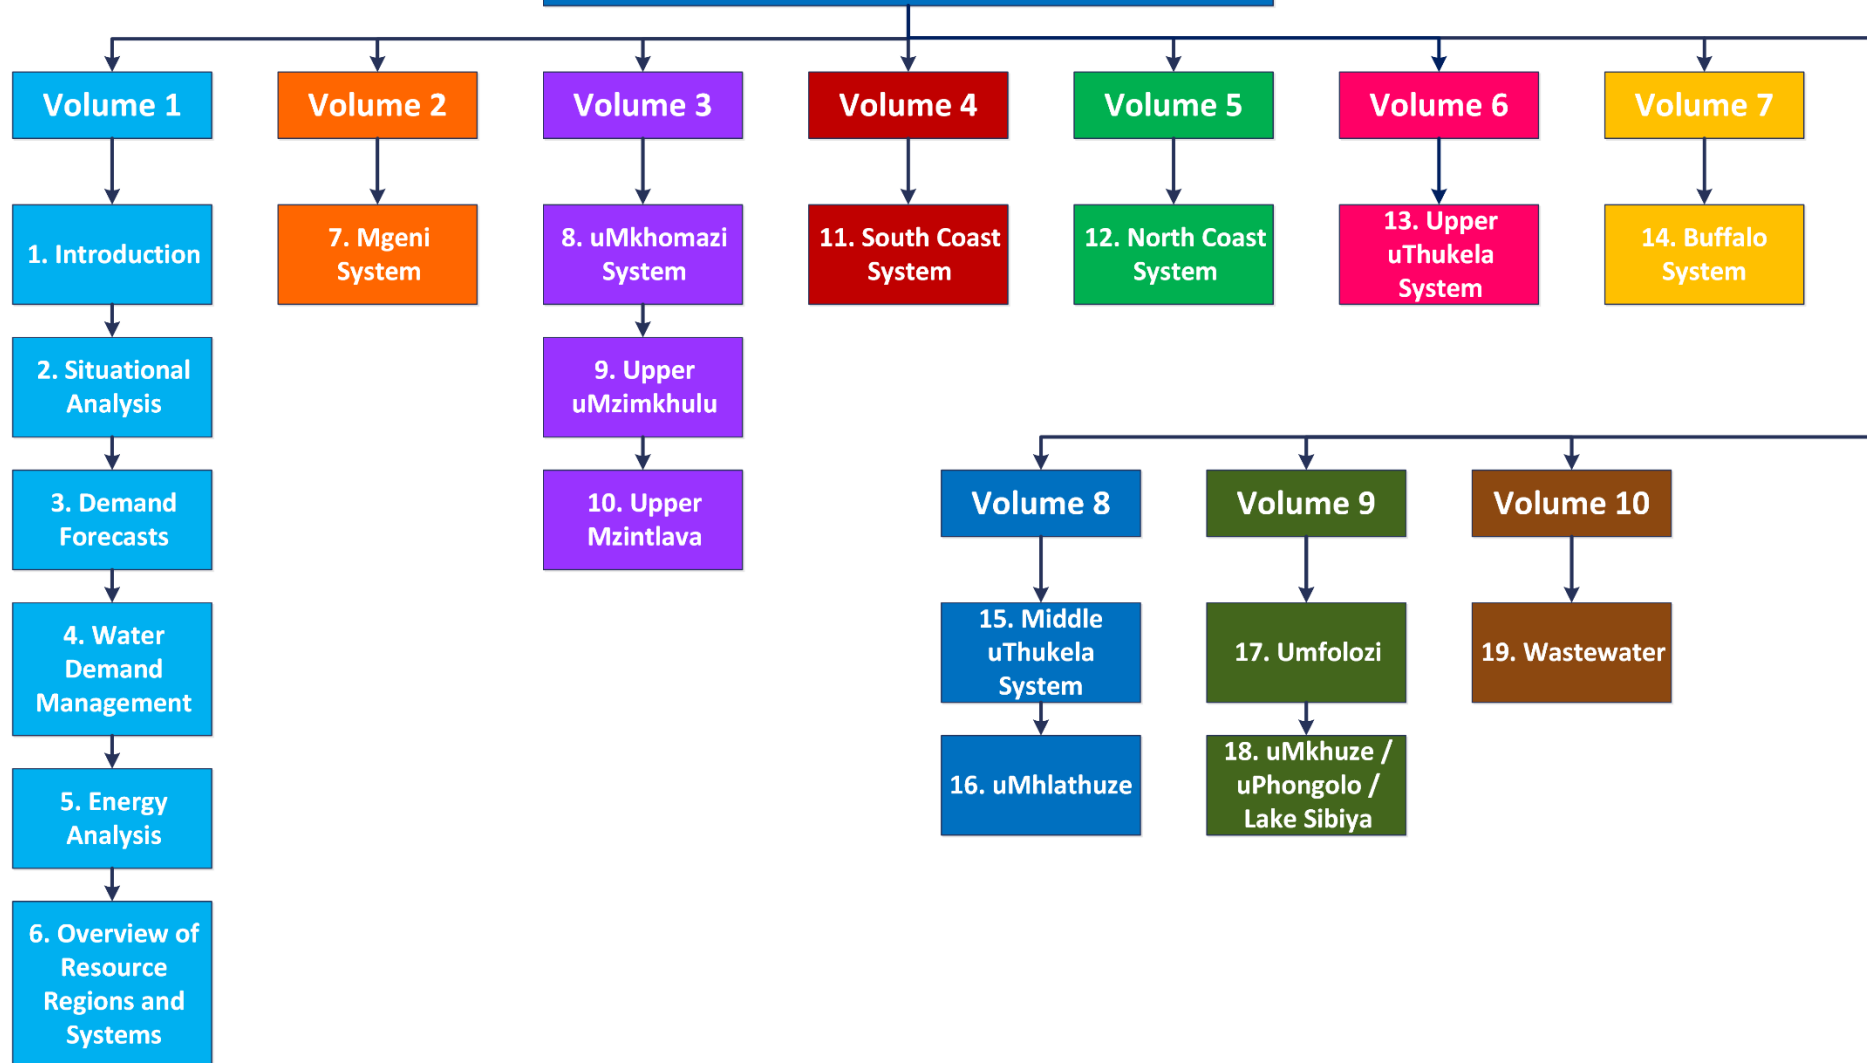 Volume 1
Volume 2
Volume 3
Volume 4
Volume 5
Volume 6
Volume 7
1. Introduction
7. Mgeni
System
8. uMkhomazi
System
11. South Coast
System
12. North Coast
System
13. Upper
uThukela
System
14. Buffalo
System
2. Situational
Analysis
9. Upper
uMzimkhulu
3. Demand
Forecasts
10. Upper
Mzintlava
Volume 8
Volume 9
Volume 10
4. Water
Demand
Management
15. Middle
uThukela
System
17. Umfolozi
19. Wastewater
5. Energy
Analysis
16. uMhlathuze
18. uMkhuze /
uPhongolo /
Lake Sibiya
6. Overview of
Resource
Regions and
Systems